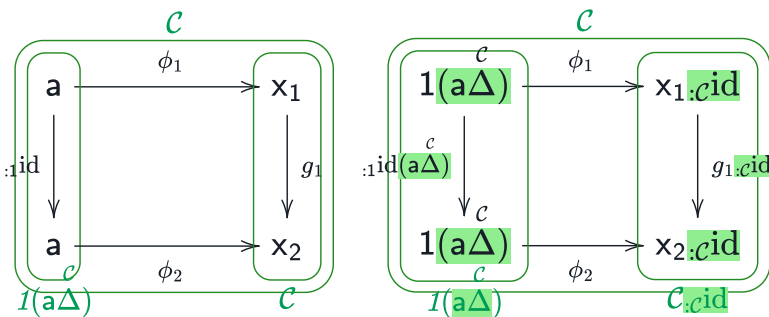 𝒞 𝒞
ϕ₁ 𝒞 ϕ₁
a x₁ 1(aΔ) x₁:𝒞id
:₁id g₁ 𝒞 :₁id(aΔ) g₁:𝒞id
𝒞
a x₂ 1(aΔ) x₂:𝒞id
ϕ₂ ϕ₂
𝒞 𝒞
1(aΔ) 𝒞 1(aΔ) 𝒞:𝒞id